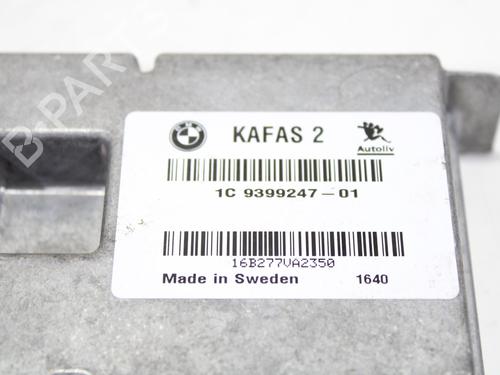 B-PARTS
KAFAS 2
Autoliv
1C 9399247-01
16B277VA2350
Made in Sweden 1640